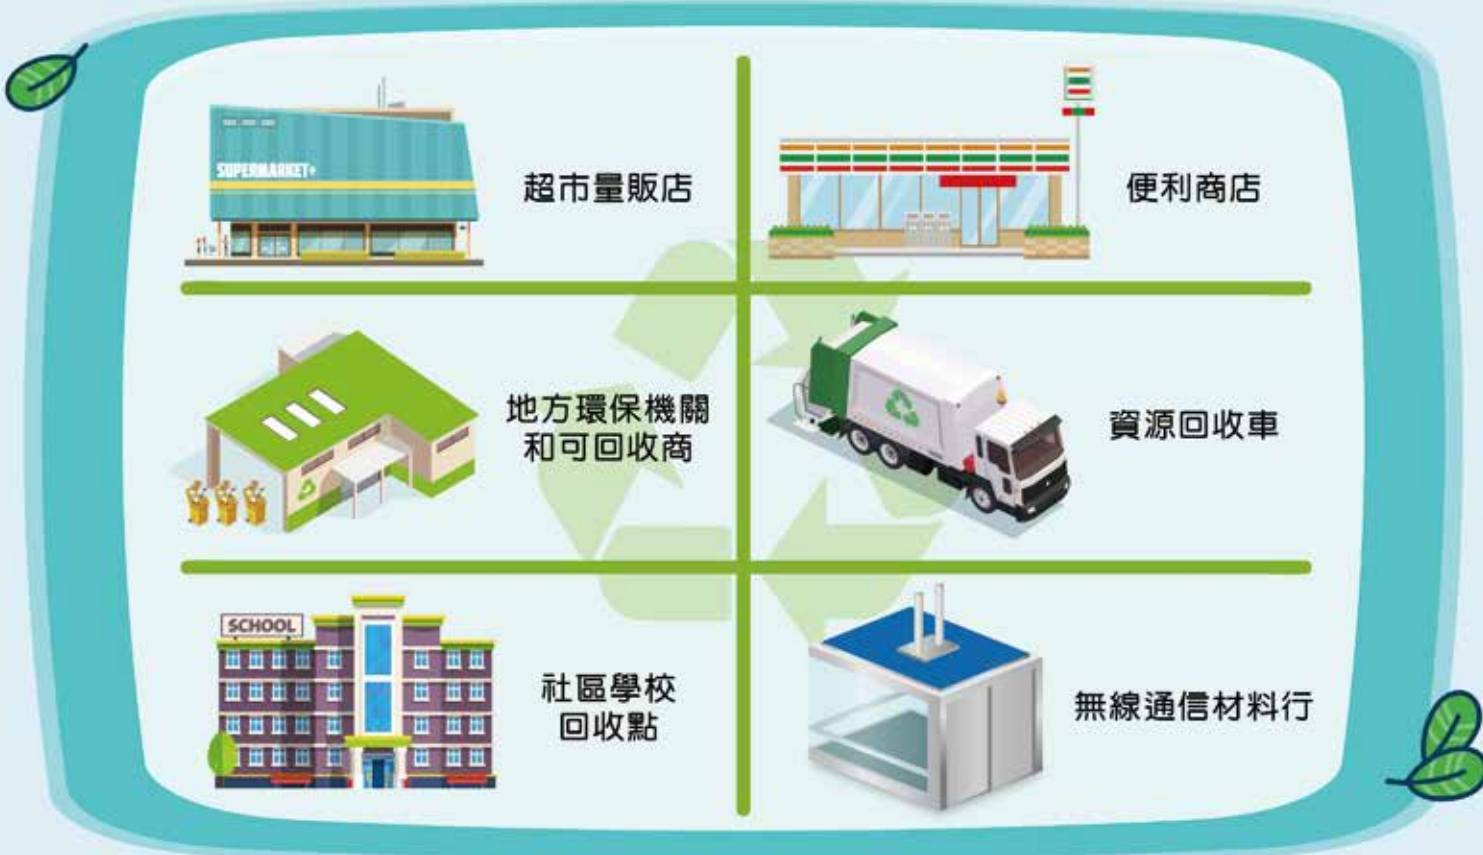 SUPERMARKET+
超市量販店
便利商店
地方環保機關
和可回收商
資源回收車
SCHOOL
社區學校
回收點
無線通信材料行